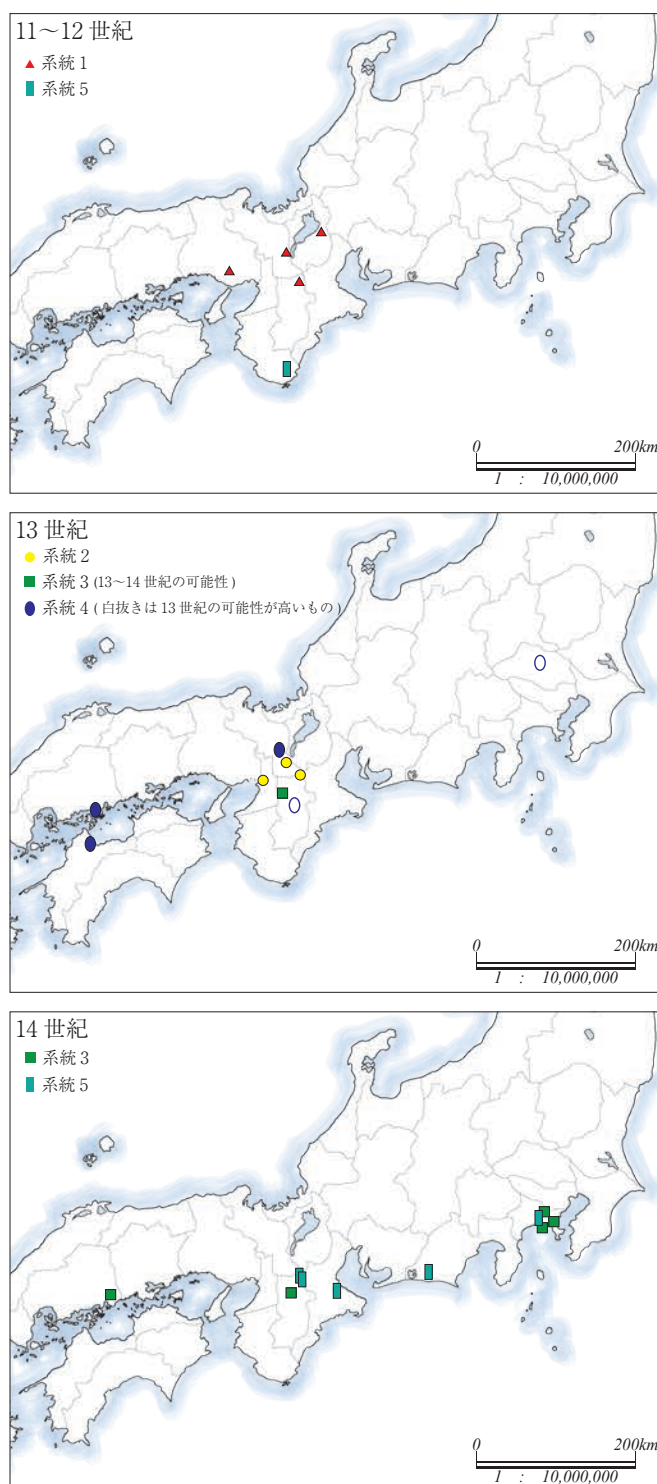 11～12 世紀
系統 1
系統 5
0 200km
1 : 10,000,000
13 世紀
系統 2
系統 3 (13～14 世紀の可能性)
系統 4 ( 白抜きは 13 世紀の可能性が高いもの )
0 200km
1 : 10,000,000
14 世紀
系統 3
系統 5
0 200km
1 : 10,000,000